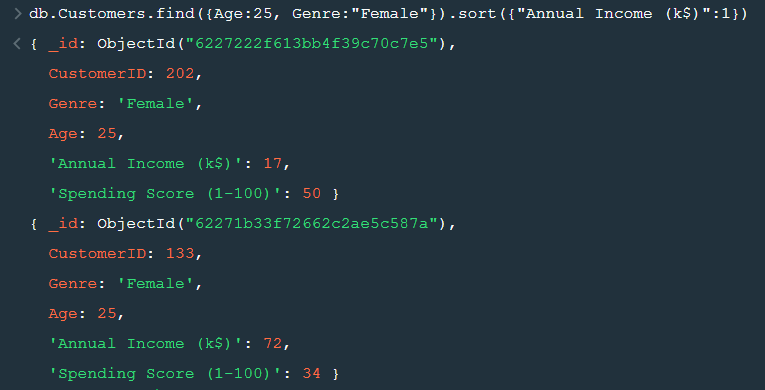 > db.Customers.find({Age:25, Genre:"Female"}).sort({"Annual Income (k$)":1})
< { _id: ObjectId("6227222f613bb4f39c70c7e5"),
CustomerID: 202,
Genre: 'Female',
Age: 25,
'Annual Income (k$)': 17,
'Spending Score (1-100)': 50 }
{ _id: ObjectId("62271b33f72662c2ae5c587a"),
CustomerID: 133,
Genre: 'Female',
Age: 25,
'Annual Income (k$)': 72,
'Spending Score (1-100)': 34 }